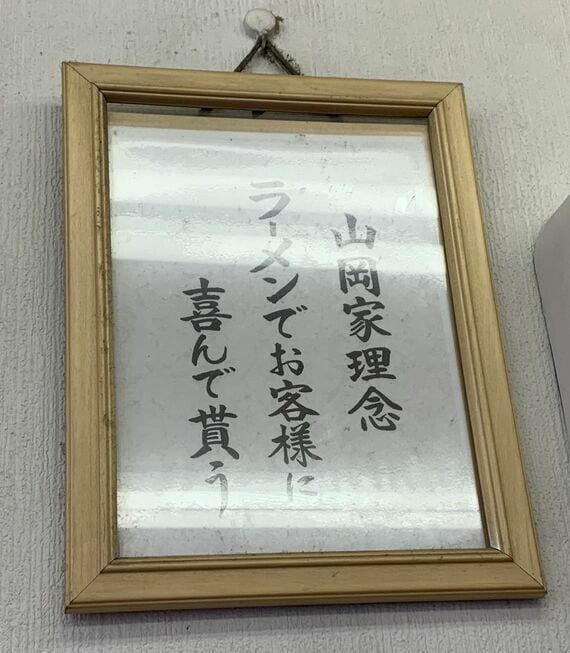 山岡家理念
ラーメンでお客様に
喜んで貰う